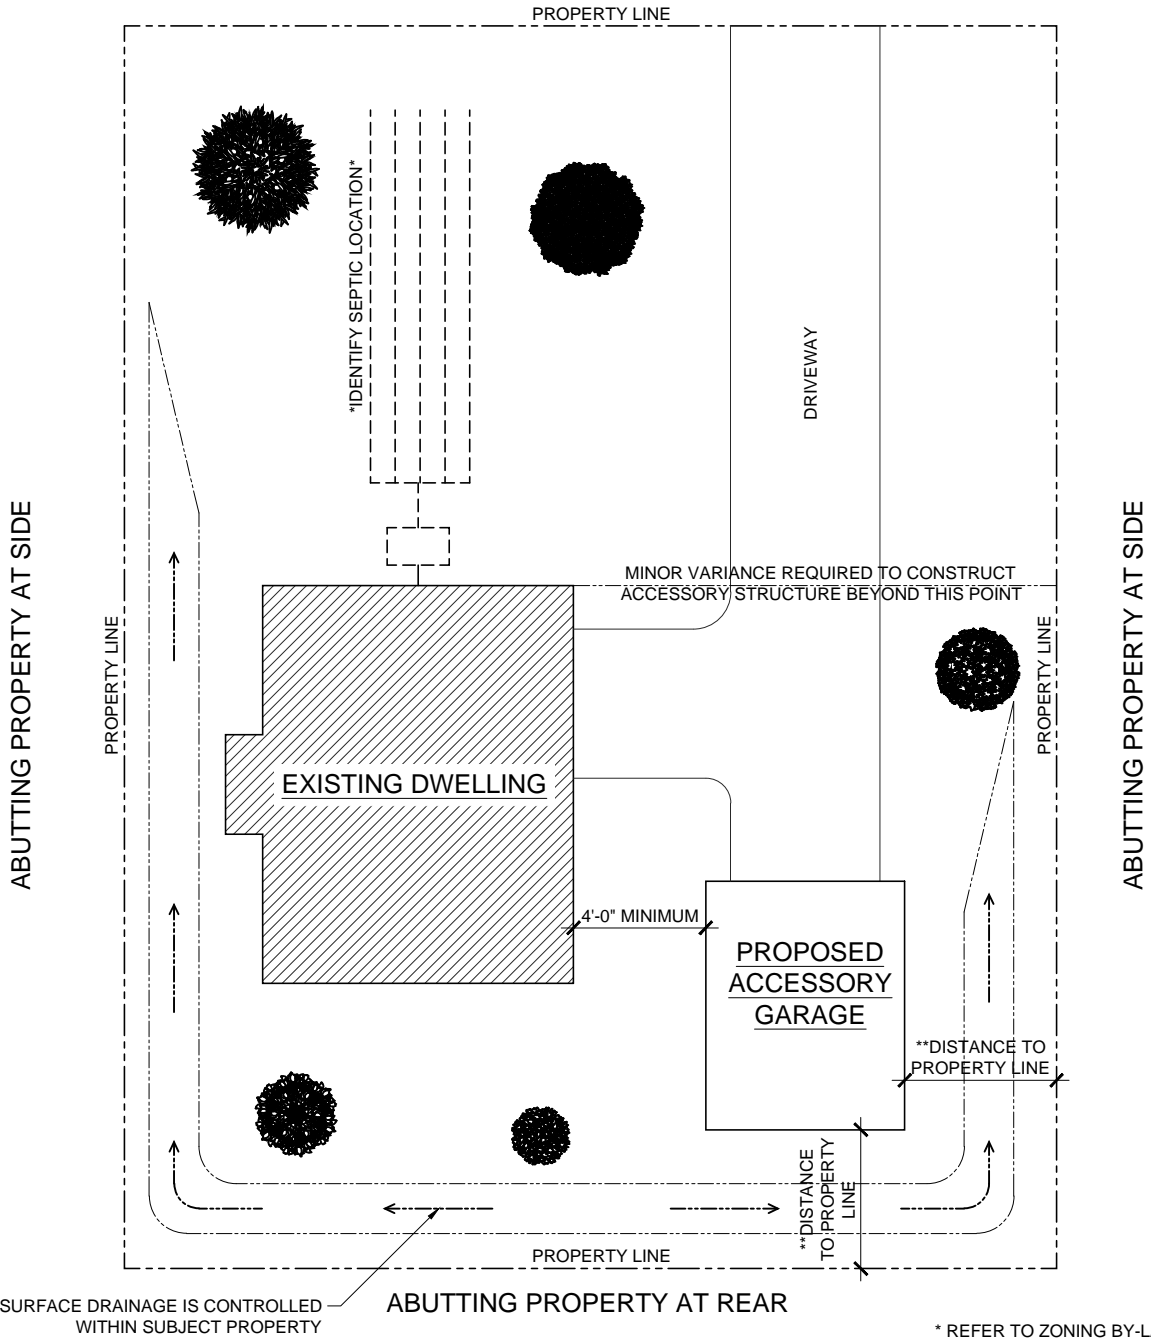 PROPERTY LINE
*IDENTIFY SEPTIC LOCATION*
DRIVEWAY
ABUTTING PROPERTY AT SIDE
ABUTTING PROPERTY AT SIDE
MINOR VARIANCE REQUIRED TO CONSTRUCT
ACCESSORY STRUCTURE BEYOND THIS POINT
PROPERTY LINE
PROPERTY LINE
EXISTING DWELLING
4'-0" MINIMUM
PROPOSED
ACCESSORY
GARAGE
**DISTANCE TO
PROPERTY LINE
**DISTANCE
TO PROPERTY
LINE
PROPERTY LINE
SURFACE DRAINAGE IS CONTROLLED
WITHIN SUBJECT PROPERTY
ABUTTING PROPERTY AT REAR
* REFER TO ZONING BY-L